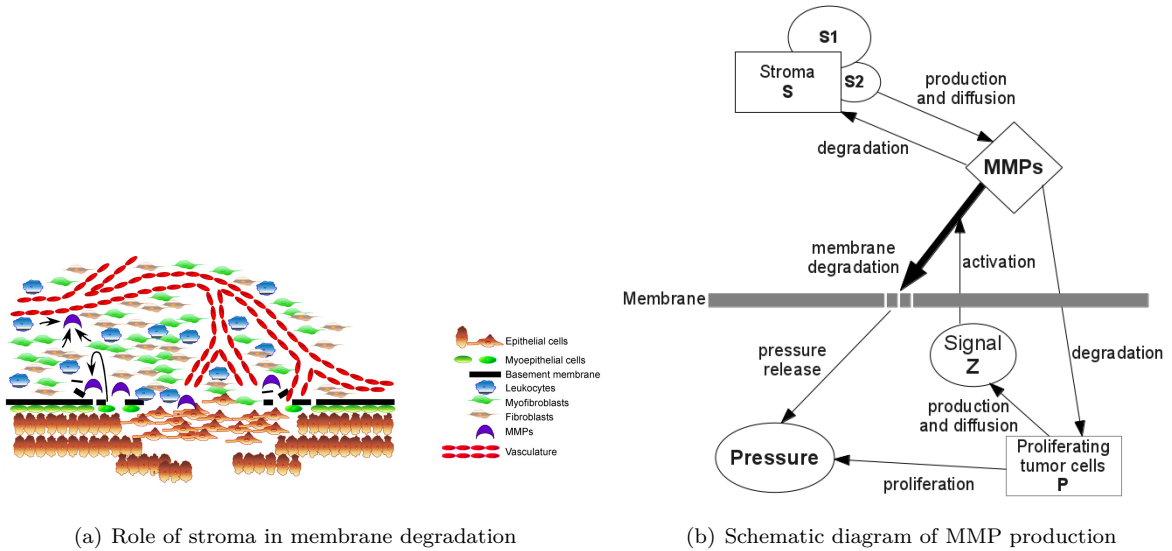 Epithelial cells
Myoepithelial cells
Basement membrane
Leukocytes
Myofibroblasts
Fibroblasts
MMPs
Vasculature
(a) Role of stroma in membrane degradation
S1
Stroma
S
S2
production
and diffusion
degradation
MMPs
membrane
degradation
activation
Membrane
pressure
release
Signal
Z
degradation
production
and diffusion
Pressure
proliferation
Proliferating
tumor cells
P
(b) Schematic diagram of MMP production